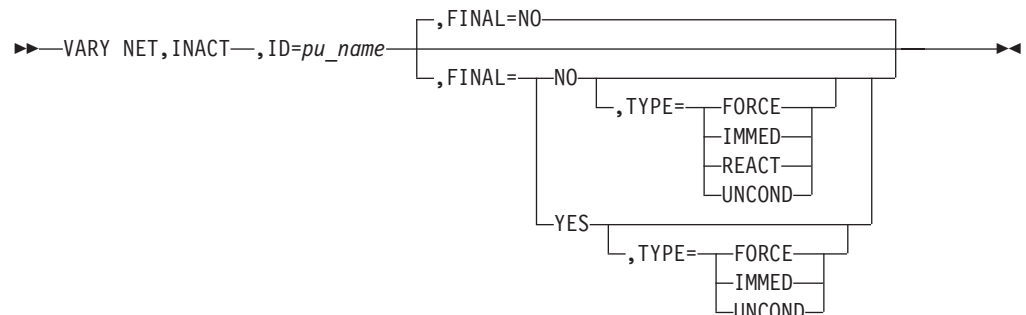 ,FINAL=NO
VARY NET,INACT ,ID=pu_name
,FINAL= NO
,TYPE= FORCE
IMMED
REACT
UNCOND
YES
,TYPE= FORCE
IMMED
UNCOND